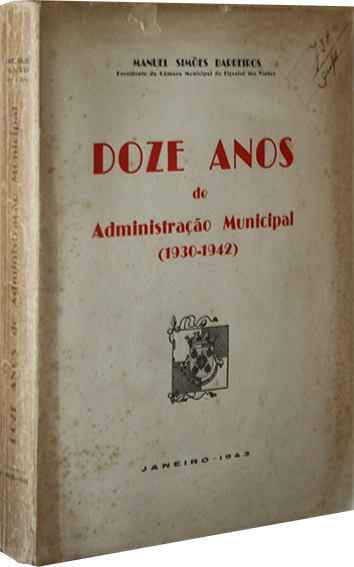 MANUEL SIMÕES BARREIROS
Presidente da Câmara Municipal de Figueiró dos Vinhos
DOZE ANOS
de
Administração Municipal
(1930-1942)
JANEIRO-1943
DOZE ANOS de Administração Municipal